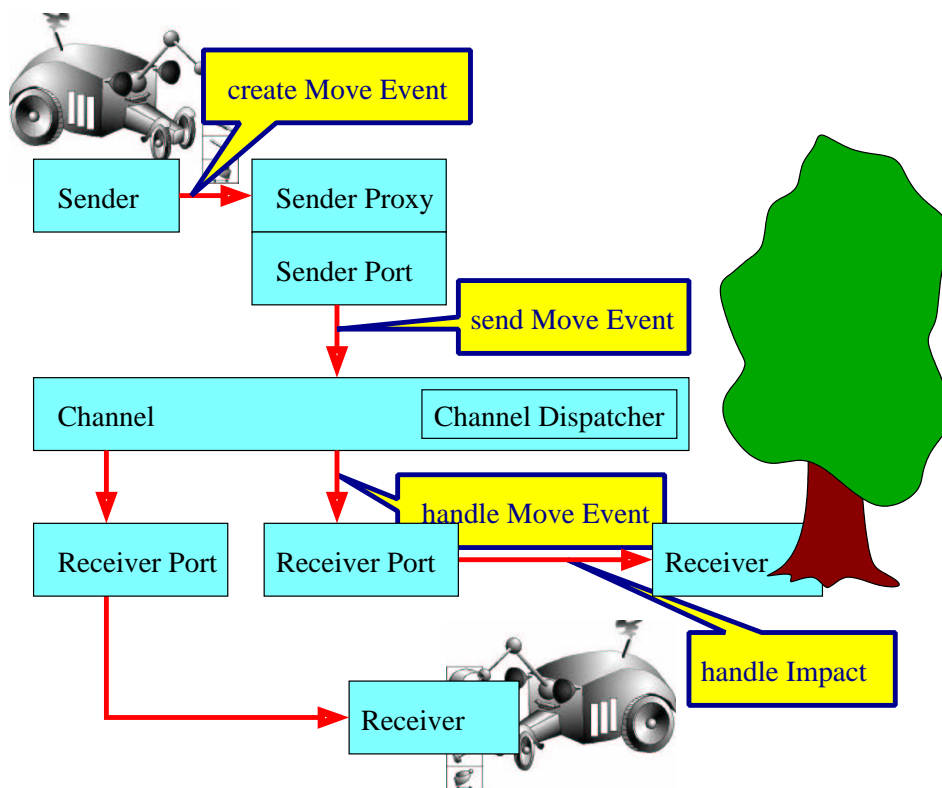 create Move Event
Sender
Sender Proxy
Sender Port
send Move Event
Channel
Channel Dispatcher
handle Move Event
Receiver Port
Receiver Port
Receiver
handle Impact
Receiver